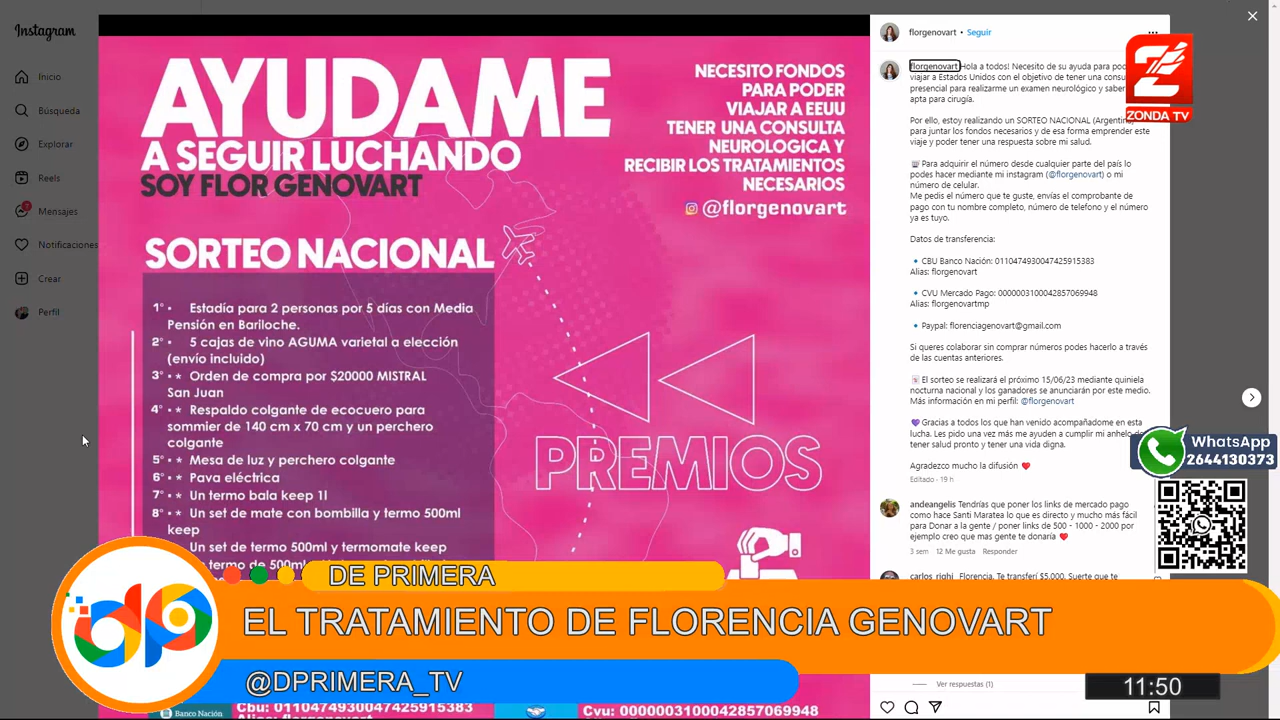 Instagram
Inicio
Búsqueda
Explorar
Reels
Mensajes
Notificaciones
Crear
Perfil
AYUDAME
A SEGUIR LUCHANDO
SOY FLOR GENOVART
NECESITO FONDOS
PARA PODER
VIAJAR A EEUU
TENER UNA CONSULTA
NEUROLOGICA Y
RECIBIR LOS TRATAMIENTOS
NECESARIOS
@florgenovart
SORTEO NACIONAL
1° • Estadía para 2 personas por 5 días con Media
Pensión en Bariloche.
2° • 5 cajas de vino AGUMA varietal a elección
(envío incluido)
3° • * Orden de compra por $20000 MISTRAL
San Juan
4° • * Respaldo colgante de ecocuero para
sommier de 140 cm x 70 cm y un perchero
colgante
5° • * Mesa de luz y perchero colgante
6° • * Pava eléctrica
7° • * Un termo bala keep 1l
8° • * Un set de mate con bombilla y termo 500ml
keep
Un set de termo 500ml y termomate keep
termo de 500ml
PREMIOS
florgenovart • Seguir
florgenovart Hola a todos! Necesito de su ayuda para
viajar a Estados Unidos con el objetivo de tener una
presencial para realizarme un examen neurológico y saber
apta para cirugía.
Por ello, estoy realizando un SORTEO NACIONAL
para juntar los fondos necesarios y de esa forma emprender este
viaje y poder tener una respuesta sobre mi salud.
Para adquirir el número desde cualquier parte del país lo
podes hacer mediante mi instagram (@florgenovart) o mi
número de celular.
Me pedis el número que te guste, envías el comprobante de
pago con tu nombre completo, número de telefono y el número
ya es tuyo.
Datos de transferencia:
🔹 CBU Banco Nación: 0110474930047425915383
Alias: florgenovart
🔹 CVU Mercado Pago: 0000003100042857069948
Alias: florgenovartmp
🔹 Paypal: florenciagenovart@gmail.com
Si queres colaborar sin comprar números podes hacerlo a través
de las cuentas anteriores.
El sorteo se realizará el próximo 15/06/23 mediante quiniela
nocturna nacional y los ganadores se anunciarán por este medio.
Más información en mi perfil: @florgenovart
💜Gracias a todos los que han venido acompañadome en esta
lucha. Les pido una vez más me ayuden a cumplir mi anhelo de
tener salud pronto y tener una vida digna.
Agradezco mucho la difusión ❤️
Editado · 19 h
andeangelis Tendrías que poner los links de mercado pago
como hace Santi Maratea lo que es directo y mucho más fácil
para Donar a la gente / poner links de 500 - 1000 - 2000 por
ejemplo creo que mas gente te donaría ❤️
3 sem 12 Me gusta Responder
carlos_righi Florencia. Te transferí $5.000. Suerte que te
Ver respuestas (1)
ZONDA TV
WhatsApp
2644130373
dp
DE PRIMERA
EL TRATAMIENTO DE FLORENCIA GENOVART
@DPRIMERA_TV
11:50
Banco Nación
Cbu: 0110474930047425915383
Alias: florgenovart
Cvu: 0000003100042857069948